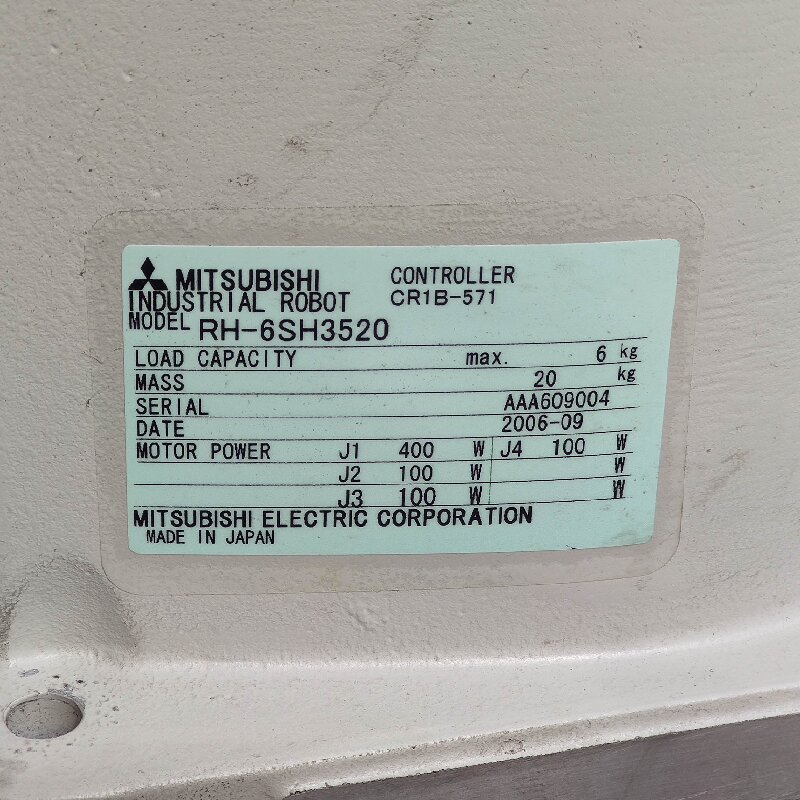 MITSUBISHI CONTROLLER
INDUSTRIAL ROBOT CR1B-571
MODEL RH-6SH3520
LOAD CAPACITY max. 6 kg
MASS 20 kg
SERIAL AAA609004
DATE 2006-09
MOTOR POWER J1 400 W J4 100 W
J2 100 W W
J3 100 W W
MITSUBISHI ELECTRIC CORPORATION
MADE IN JAPAN